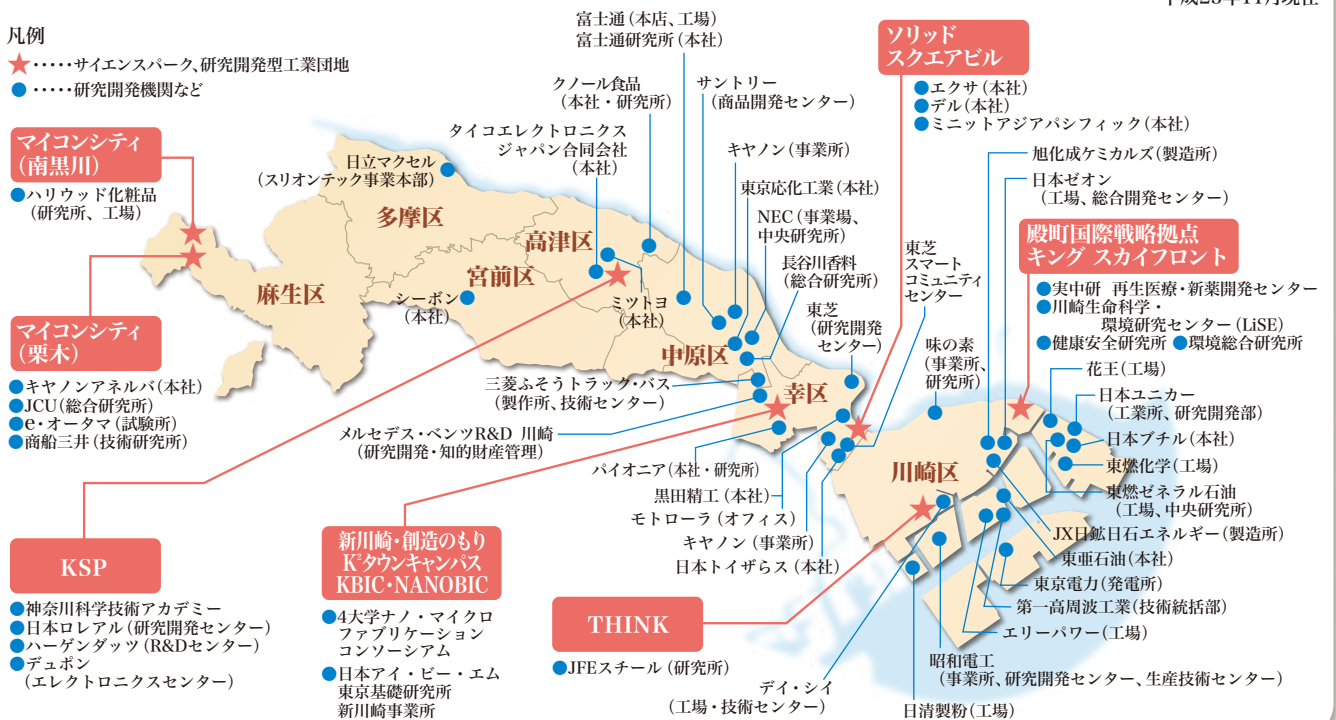 凡例
★‥‥‥サイエンスパーク、研究開発型工業団地
●‥‥‥研究開発機関など
マイコンシティ
(南黒川)
●ハリウッド化粧品
(研究所、工場)
マイコンシティ
(栗木)
●キヤノンアネルバ(本社)
●JCU(総合研究所)
●e・オータマ(試験所)
●商船三井(技術研究所)
KSP
●神奈川科学技術アカデミー
●日本ロレアル(研究開発センター)
●ハーゲンダッツ(R&Dセンター)
●デュポン
(エレクトロニクスセンター)
新川崎・創造のもり
K²タウンキャンパス
KBIC・NANOBIC
●4大学ナノ・マイクロ
ファブリケーション
コンソーシアム
●日本アイ・ビー・エム
東京基礎研究所
新川崎事業所
THINK
●JFEスチール(研究所)
ソリッド
スクエアビル
●エクサ(本社)
●デル(本社)
●ミニットアジアパシフィック(本社)
殿町国際戦略拠点
キング スカイフロント
●実中研 再生医療・新薬開発センター
●川崎生命科学・
環境研究センター(LiSE)
●健康安全研究所 ●環境総合研究所
富士通(本店、工場)
富士通研究所(本社)
クノール食品
(本社・研究所)
サントリー
(商品開発センター)
タイコエレクトロニクス
ジャパン合同会社
(本社)
日立マクセル
(スリオンテック事業本部)
キヤノン(事業所)
東京応化工業(本社)
NEC(事業場、
中央研究所)
長谷川香料
(総合研究所)
東芝
(研究開発
センター)
東芝
スマート
コミュニティ
センター
旭化成ケミカルズ(製造所)
日本ゼオン
(工場、総合開発センター)
味の素
(事業所、
研究所)
花王(工場)
日本ユニカー
(工業所、研究開発部)
日本ブチル(本社)
東燃化学(工場)
東燃ゼネラル石油
(工場、中央研究所)
JX日鉱日石エネルギー(製造所)
東亜石油(本社)
東京電力(発電所)
第一高周波工業(技術統括部)
エリーパワー(工場)
昭和電工
(事業所、研究開発センター、生産技術センター)
日清製粉(工場)
デイ・シイ
(工場・技術センター)
シーボン
(本社)
ミツトヨ
(本社)
三菱ふそうトラック・バス
(製作所、技術センター)
メルセデス・ベンツR&D 川崎
(研究開発・知的財産管理)
パイオニア(本社・研究所)
黒田精工(本社)
モトローラ(オフィス)
キヤノン(事業所)
日本トイザらス(本社)
麻生区
多摩区
宮前区
高津区
中原区
幸区
川崎区